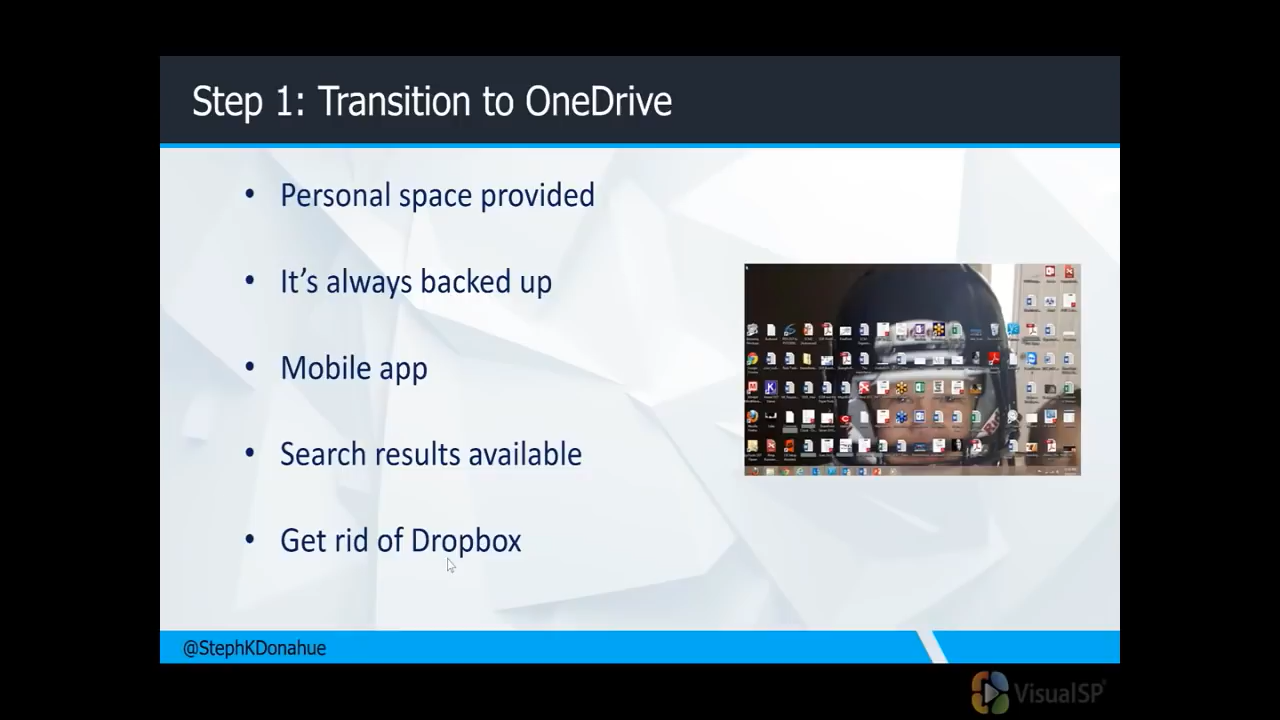 Step 1: Transition to OneDrive
• Personal space provided
• It’s always backed up
• Mobile app
• Search results available
• Get rid of Dropbox
@StephKDonahue
VisualSP